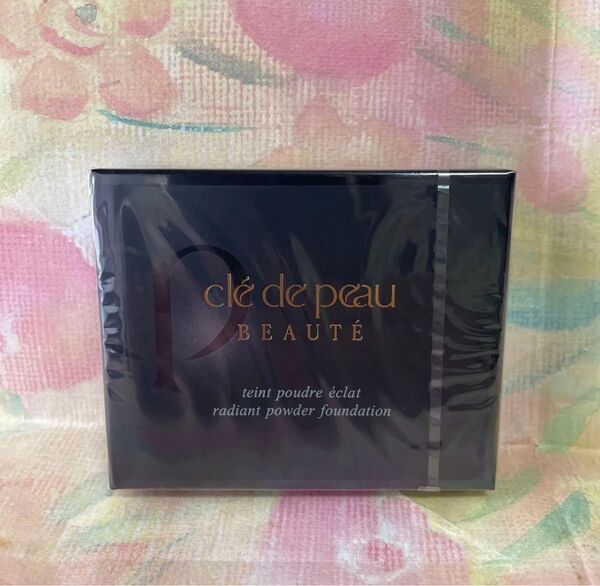 clé de peau
BEAUTÉ
teint poudre éclat
radiant powder foundation